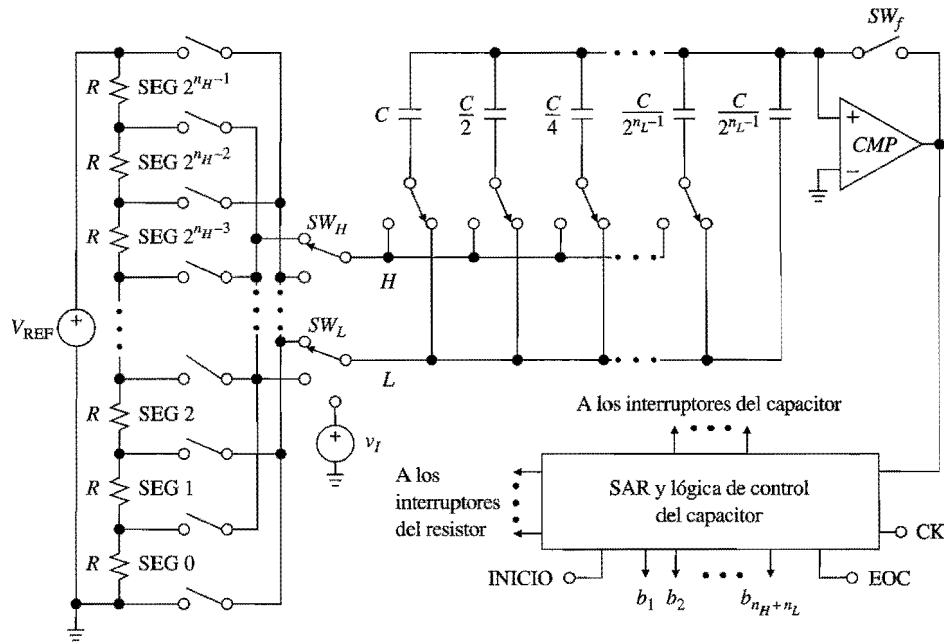 SW_f
R SEG 2^{n_H-1}
R SEG 2^{n_H-2}
R SEG 2^{n_H-3}
C
C/2
C/4
C/2^{n_L-1}
C/2^{n_L-1}
+
CMP
−
SW_H
H
V_REF
+
−
SW_L
L
R SEG 2
R SEG 1
R SEG 0
+
−
v_I
A los interruptores del capacitor
A los
interruptores
del resistor
SAR y lógica de control
del capacitor
CK
INICIO
EOC
b_1 b_2 b_{n_H+n_L}